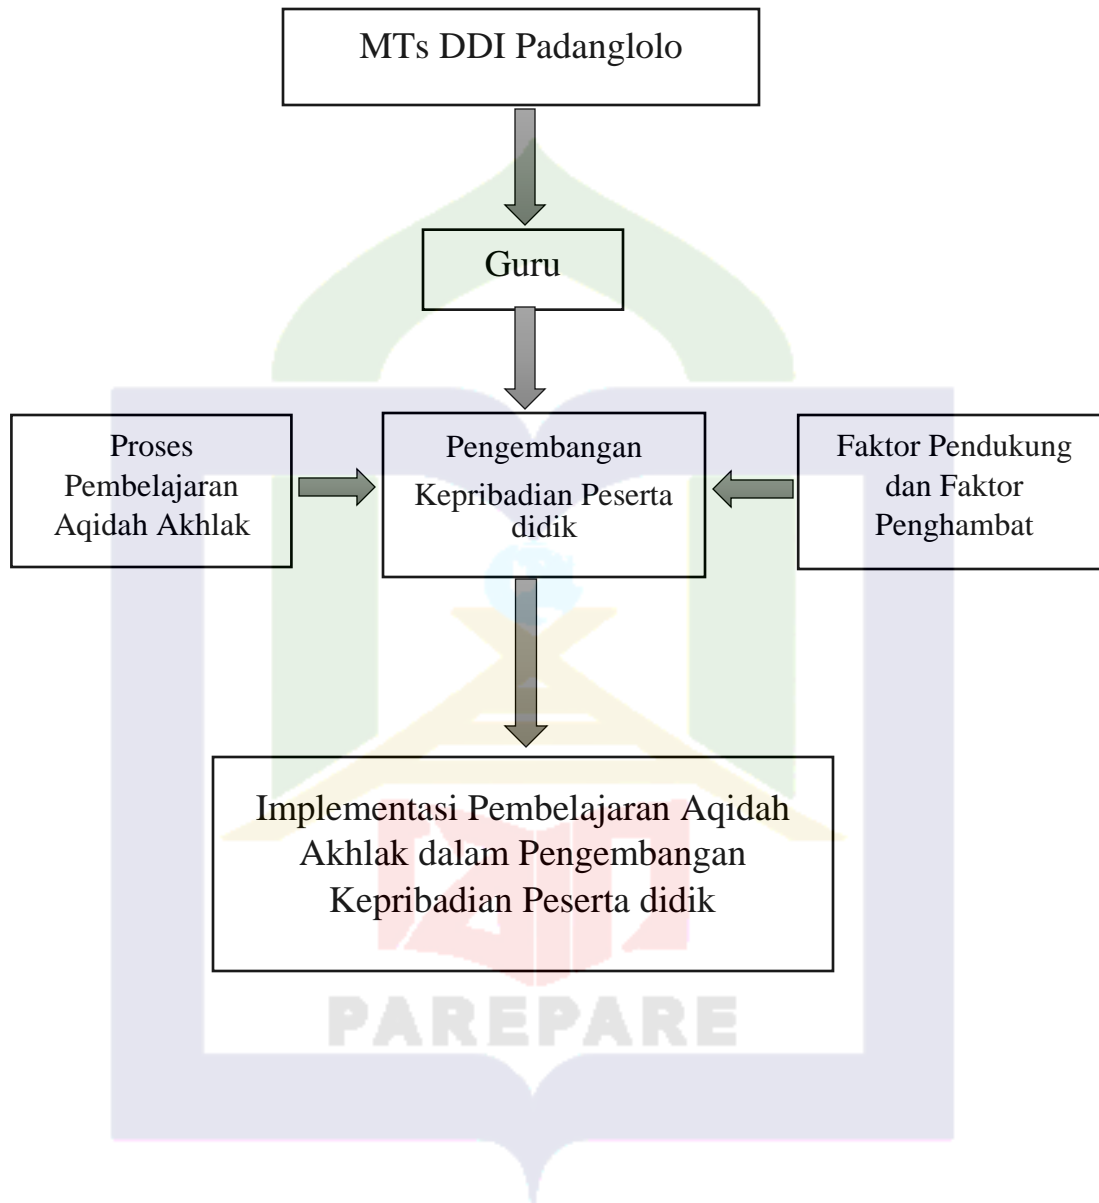 MTs DDI Padanglolo
Guru
Proses
Pembelajaran
Aqidah Akhlak
Pengembangan
Kepribadian Peserta
didik
Faktor Pendukung
dan Faktor
Penghambat
Implementasi Pembelajaran Aqidah
Akhlak dalam Pengembangan
Kepribadian Peserta didik
PAREPARE